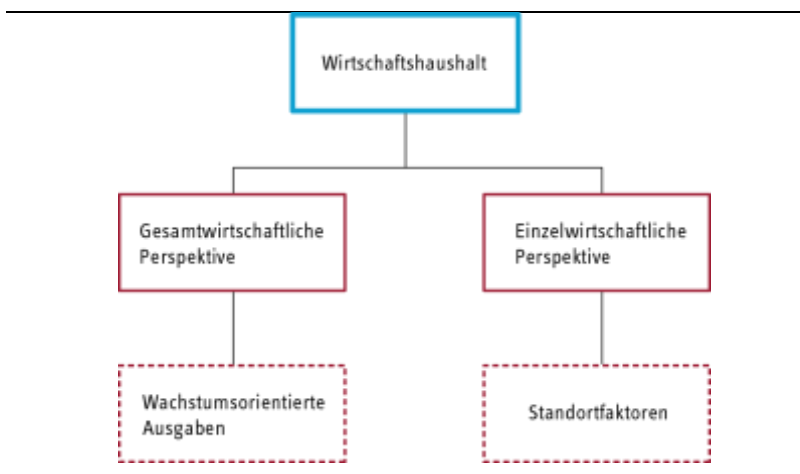 Wirtschaftshaushalt
Gesamtwirtschaftliche
Perspektive
Einzelwirtschaftliche
Perspektive
Wachstumsorientierte
Ausgaben
Standortfaktoren